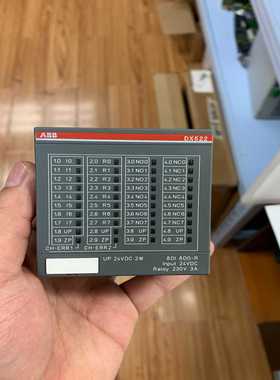 ABB
DX522
1.0 I0 2.0 R0 3.0 NO0 4.0 NC0
1.1 I1 2.1 R1 3.1 NO1 4.1 NC1
1.2 I2 2.2 R2 3.2 NO2 4.2 NC2
1.3 I3 2.3 R3 3.3 NO3 4.3 NC3
1.4 I4 2.4 R4 3.4 NO4 4.4 NC4
1.5 I5 2.5 R5 3.5 NO5 4.5 NC5
1.6 I6 2.6 R6 3.6 NO6 4.6 NC6
1.7 I7 2.7 R7 3.7 NO7 4.7 NC7
1.8 UP 2.8 UP 3.8 UP 4.8 UP
1.9 ZP 2.9 ZP 3.9 ZP 4.9 ZP
CH-ERR1 CH-ERR2
UP 24VDC 2W 8DI 8DO-R
Input 24VDC
Relay 230V 3A